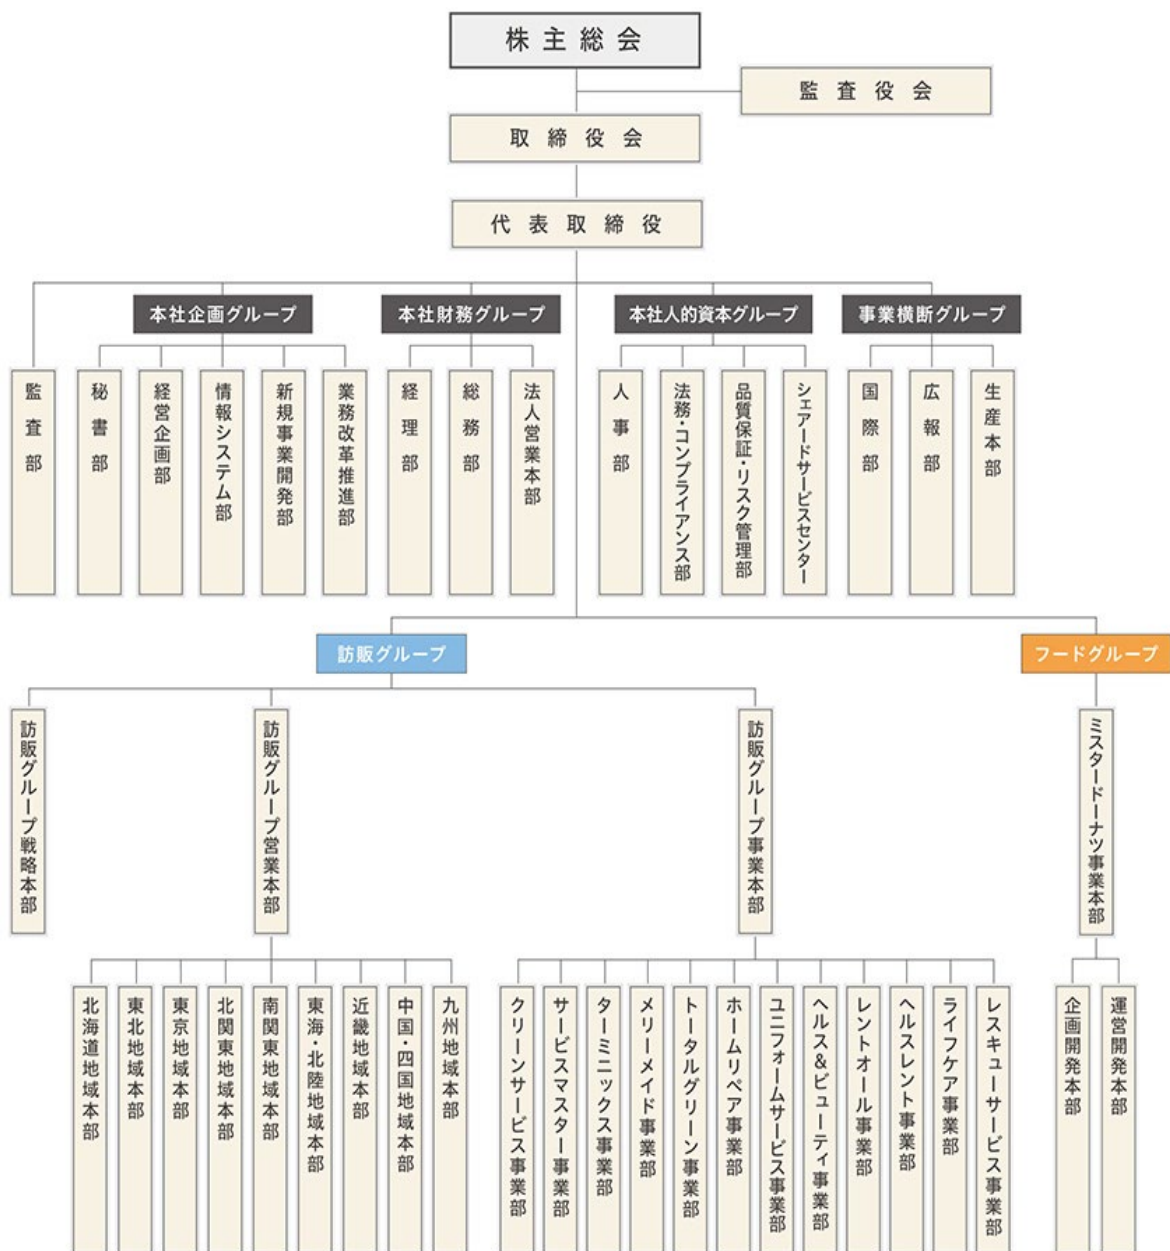 株主総会
監査役会
取締役会
代表取締役
本社企画グループ
本社財務グループ
本社人的資本グループ
事業横断グループ
監査部
秘書部
経営企画部
情報システム部
新規事業開発部
業務改革推進部
経理部
総務部
法人営業本部
人事部
法務・コンプライアンス部
品質保証・リスク管理部
シェアードサービスセンター
国際部
広報部
生産本部
訪販グループ
フードグループ
訪販グループ戦略本部
訪販グループ営業本部
訪販グループ事業本部
ミスタードーナツ事業本部
北海道地域本部
東北地域本部
東京地域本部
北関東地域本部
南関東地域本部
東海・北陸地域本部
近畿地域本部
中国・四国地域本部
九州地域本部
クリーンサービス事業部
サービスマスター事業部
ターミニックス事業部
メリーメイド事業部
トータルグリーン事業部
ホームリペア事業部
ユニフォームサービス事業部
ヘルス&ビューティ事業部
レントオール事業部
ヘルスレント事業部
ライフケア事業部
レスキューサービス事業部
企画開発本部
運営開発本部